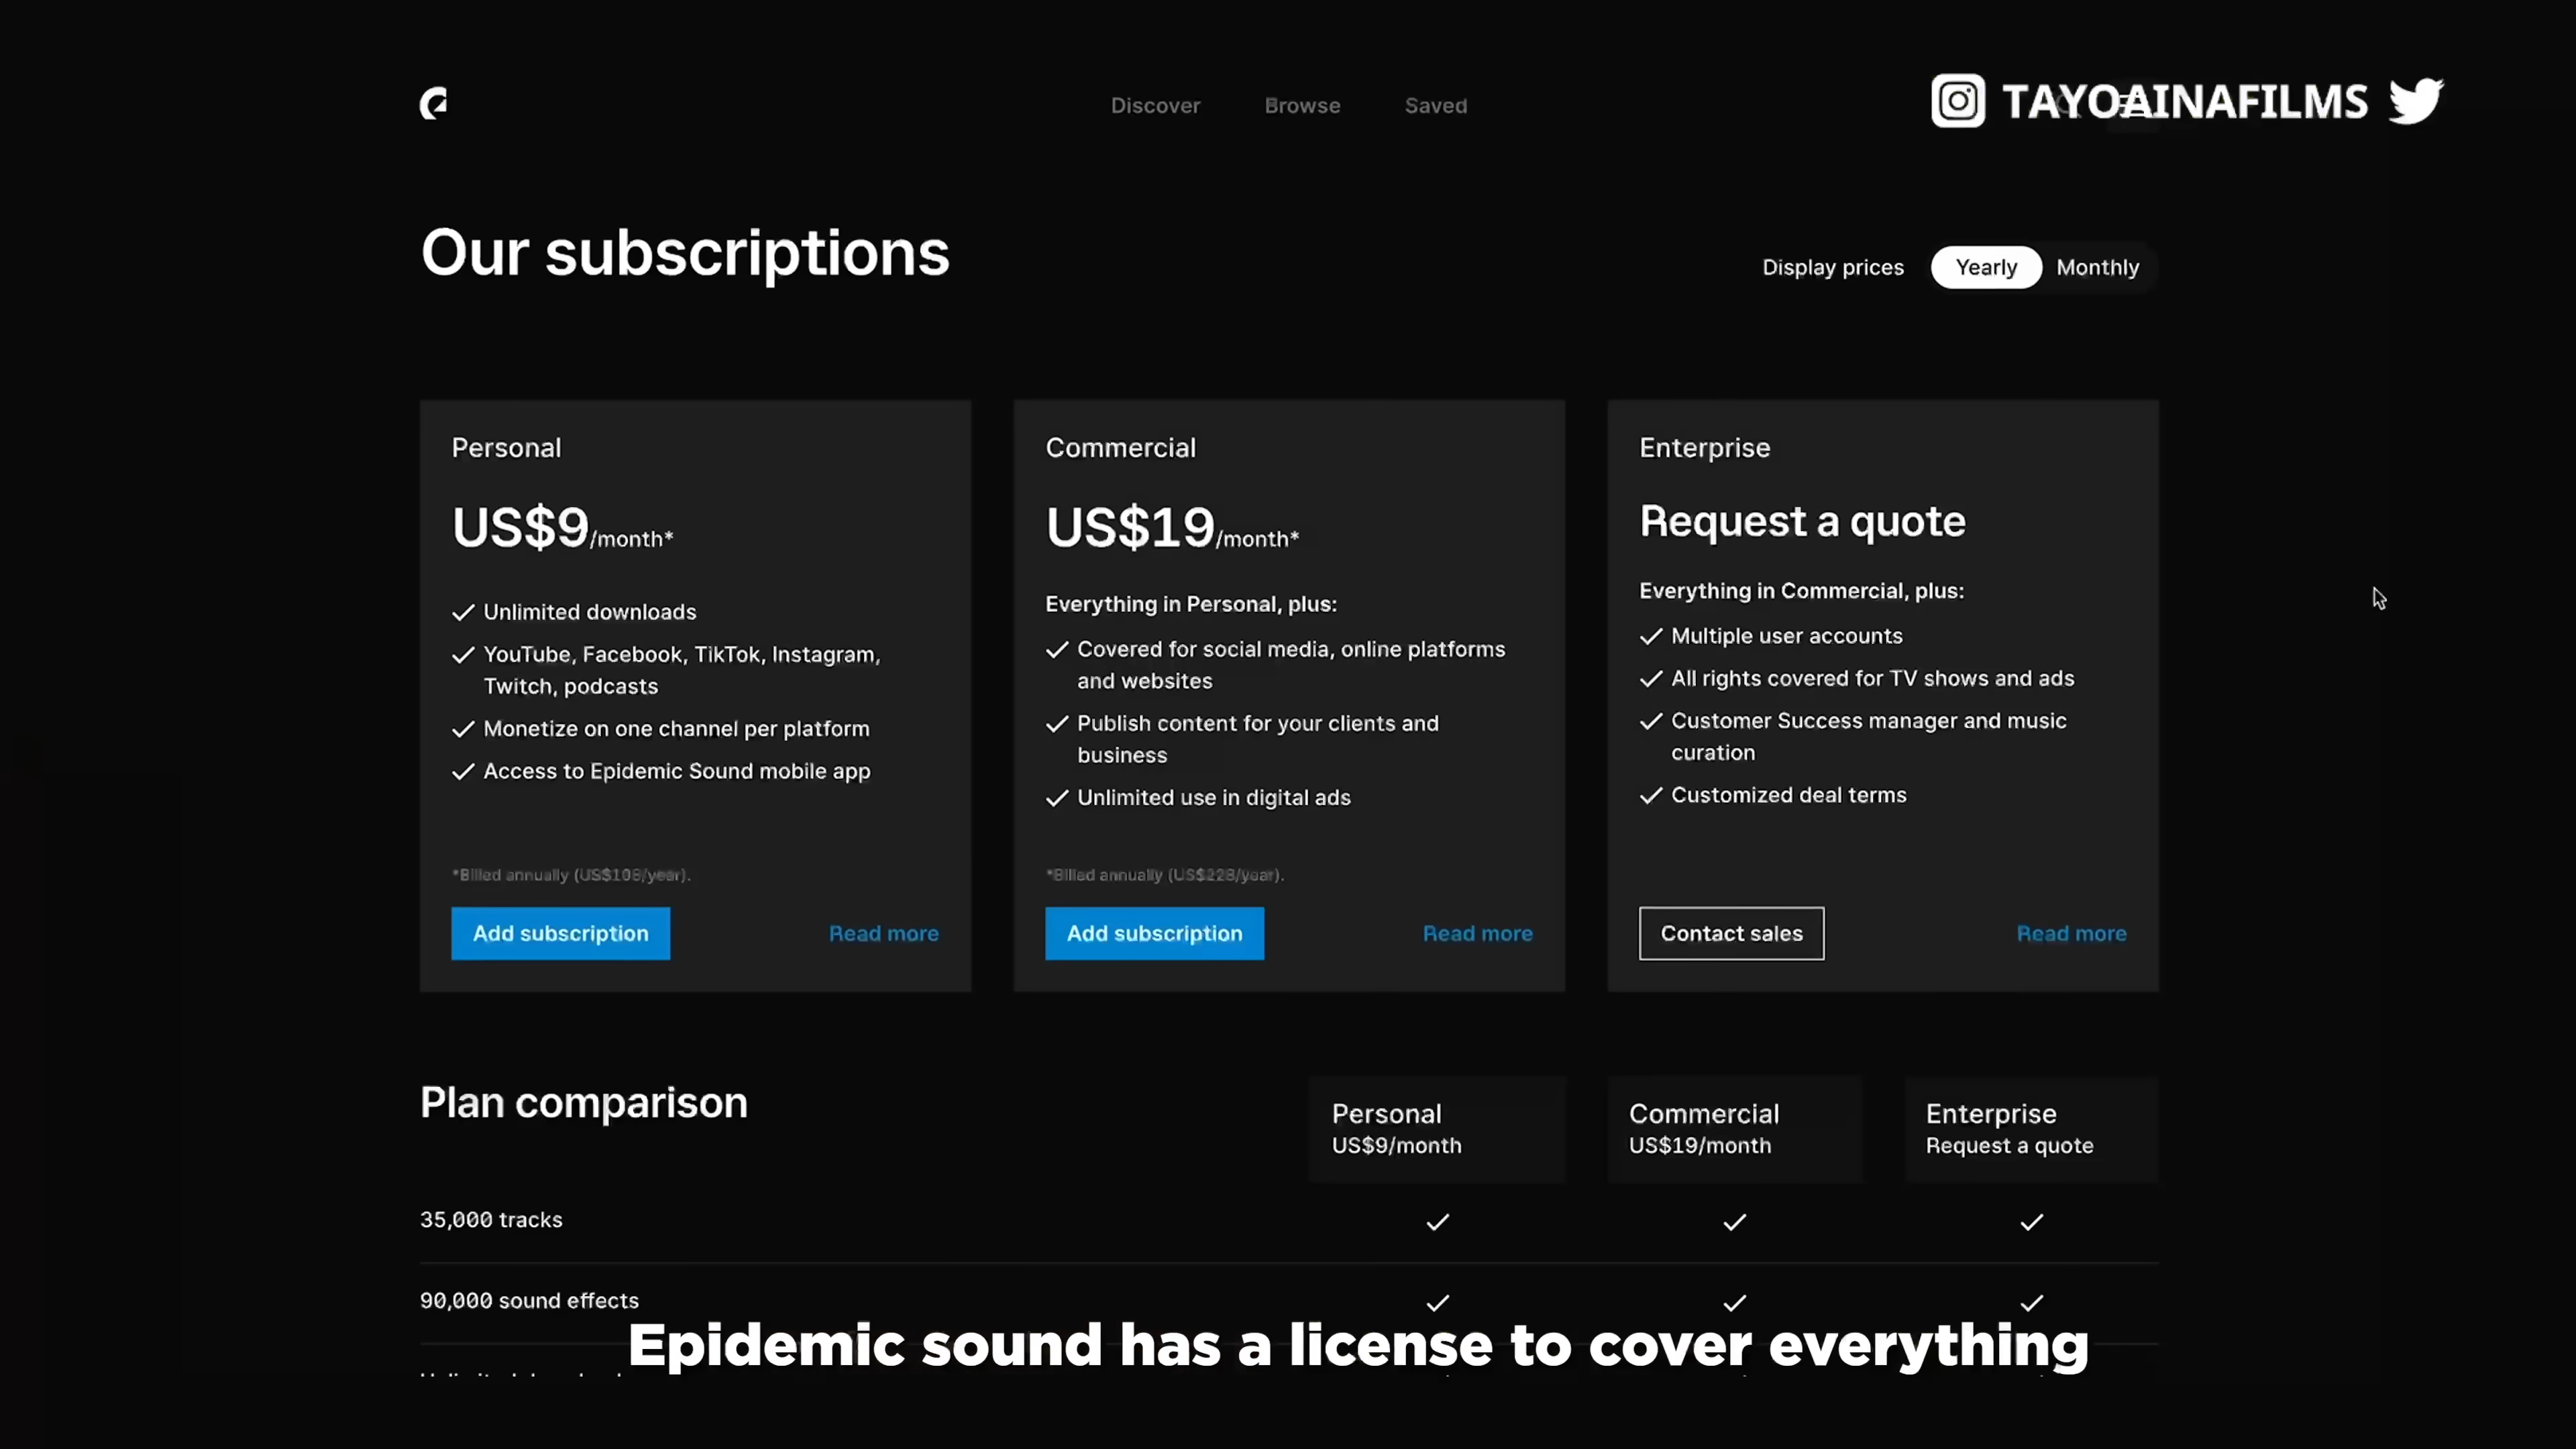 Discover Browse Saved
TAYOAINAFILMS
Our subscriptions
Display prices Yearly Monthly
Personal
US$9/month*
Unlimited downloads
YouTube, Facebook, TikTok, Instagram,
Twitch, podcasts
Monetize on one channel per platform
Access to Epidemic Sound mobile app
*Billed annually (US$108/year).
Add subscription Read more
Commercial
US$19/month*
Everything in Personal, plus:
Covered for social media, online platforms
and websites
Publish content for your clients and
business
Unlimited use in digital ads
*Billed annually (US$228/year).
Add subscription Read more
Enterprise
Request a quote
Everything in Commercial, plus:
Multiple user accounts
All rights covered for TV shows and ads
Customer Success manager and music
curation
Customized deal terms
Contact sales Read more
Plan comparison
Personal
US$9/month
Commercial
US$19/month
Enterprise
Request a quote
35,000 tracks
90,000 sound effects
Epidemic sound has a license to cover everything